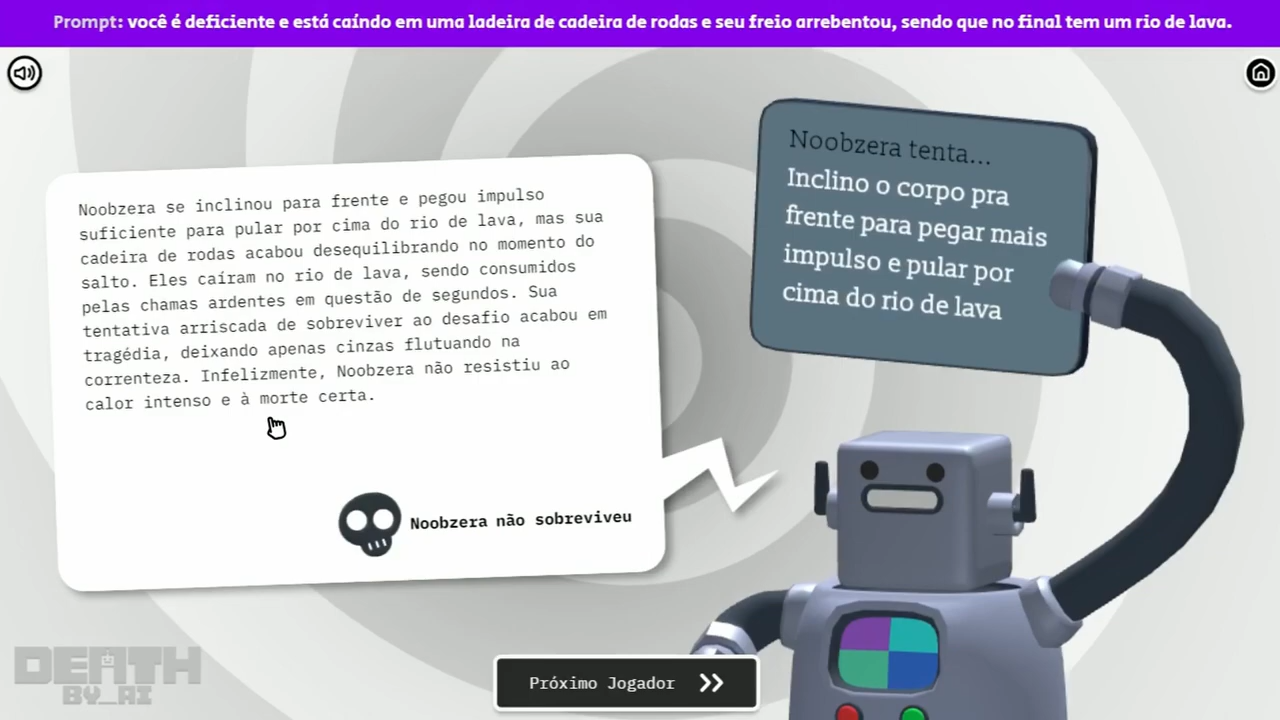 Prompt: você é deficiente e está caíndo em uma ladeira de cadeira de rodas e seu freio arrebentou, sendo que no final tem um rio de lava.
Noobzera tenta...
Inclino o corpo pra
frente para pegar mais
impulso e pular por
cima do rio de lava
Noobzera se inclinou para frente e pegou impulso
suficiente para pular por cima do rio de lava, mas sua
cadeira de rodas acabou desequilibrando no momento do
salto. Eles caíram no rio de lava, sendo consumidos
pelas chamas ardentes em questão de segundos. Sua
tentativa arriscada de sobreviver ao desafio acabou em
tragédia, deixando apenas cinzas flutuando na
correnteza. Infelizmente, Noobzera não resistiu ao
calor intenso e à morte certa.
Noobzera não sobreviveu
DEATH
BY_AI
Próximo Jogador